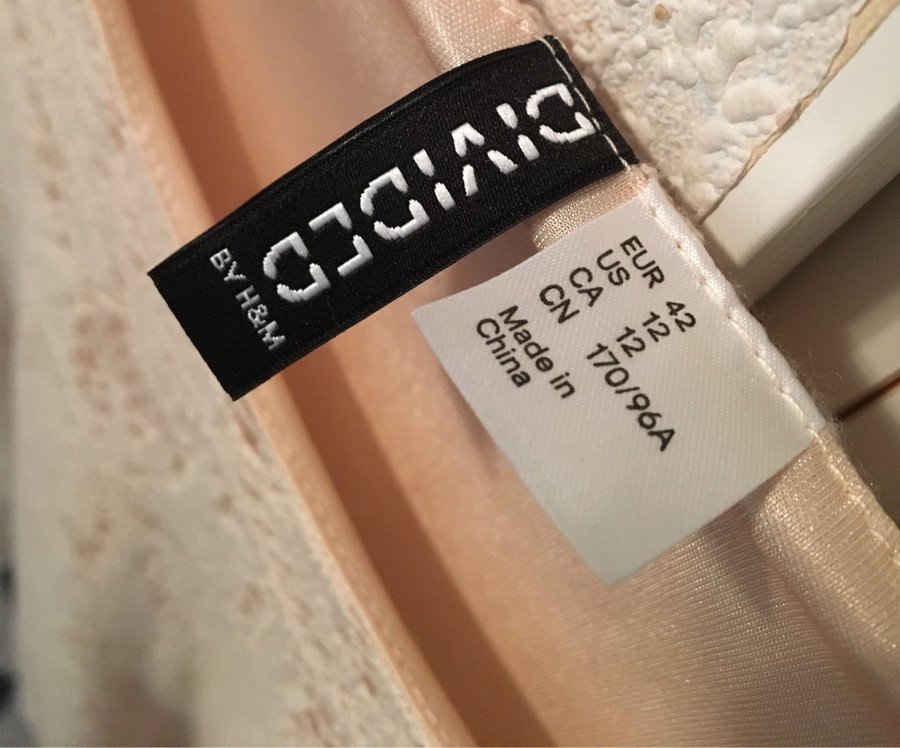 DIVIDED
BY H&M
EUR 42
US 12
CA 12
CN 170/96A
Made in
China